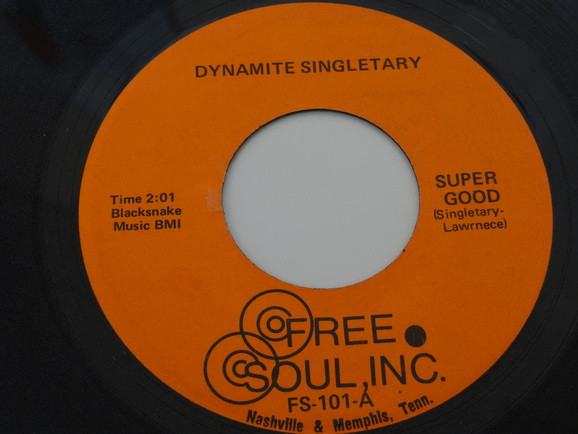 DYNAMITE SINGLETARY
Time 2:01
Blacksnake
Music BMI
SUPER
GOOD
(Singletary-
Lawrnece)
FREE
SOUL, INC.
FS-101-A
Nashville & Memphis, Tenn.